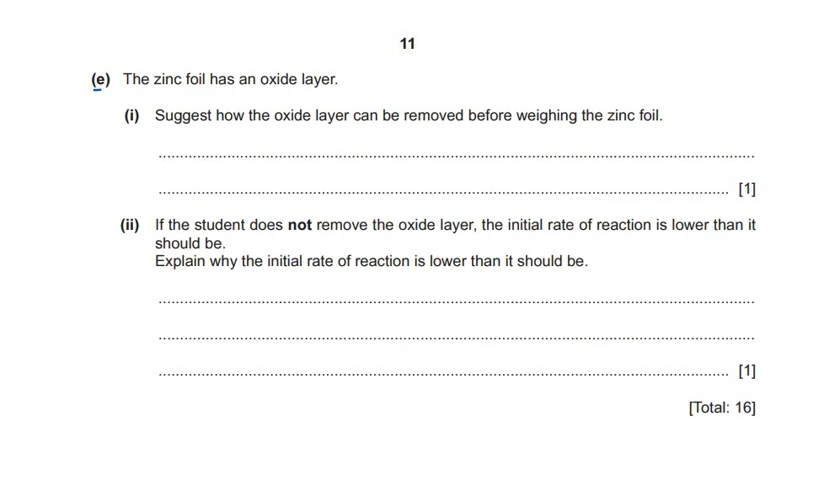 11
(e) The zinc foil has an oxide layer.
(i) Suggest how the oxide layer can be removed before weighing the zinc foil.
[1]
(ii) If the student does not remove the oxide layer, the initial rate of reaction is lower than it
should be.
Explain why the initial rate of reaction is lower than it should be.
[1]
[Total: 16]